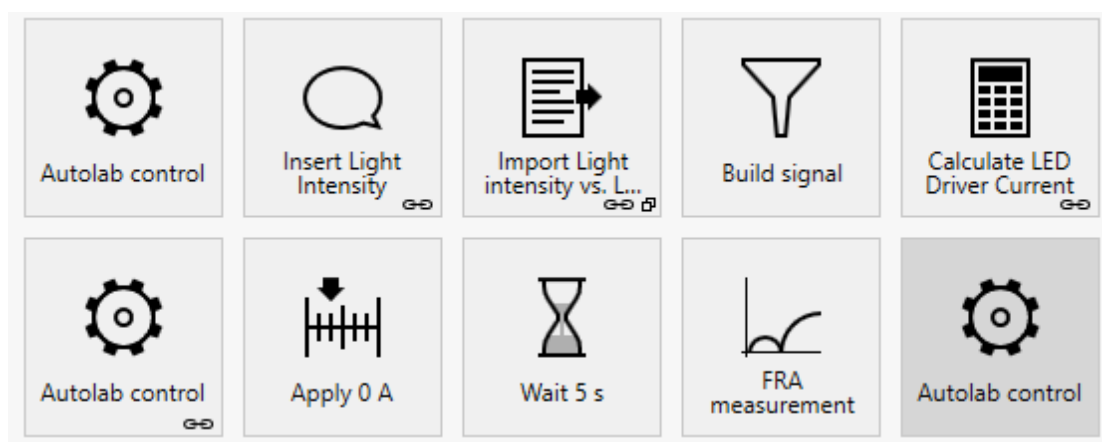 Autolab control
Insert Light
Intensity
Import Light
intensity vs. L...
Build signal
Calculate LED
Driver Current
Autolab control
Apply 0 A
Wait 5 s
FRA
measurement
Autolab control